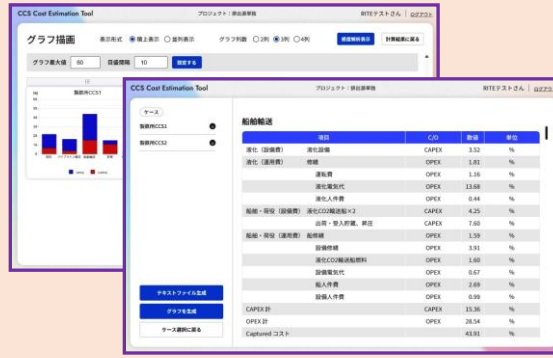 CCS Cost Estimation Tool プロジェクト:排出源単独 RITEテストさん ログアウト
グラフ描画 表示形式 積上表示 並列表示 グラフ列数 2列 3列 4列 計算結果に戻る
グラフ最大値 60 目盛間隔 10 設定する
製鉄所CCS1
CCS Cost Estimation Tool プロジェクト:排出源単独 RITEテストさん
ケース
製鉄所CCS1
製鉄所CCS2
テキストファイル生成
グラフを生成
ケース選択に戻る
船舶輸送
項目 C/O 数値 単位
液化(設備費) 液化設備 CAPEX 3.52 %
液化(運用費) 修繕 OPEX 1.81 %
運転費 OPEX 1.16 %
液化電気代 OPEX 13.68 %
液化人件費 OPEX 0.44 %
船舶・荷役(設備費) 液化CO2輸送船×2 CAPEX 4.25 %
出荷・受入貯蔵、昇圧 CAPEX 7.60 %
船舶・荷役(運用費) 船修繕 OPEX 1.59 %
設備修繕 OPEX 3.91 %
液化CO2輸送船燃料 OPEX 1.60 %
設備電気代 OPEX 0.67 %
船人件費 OPEX 2.69 %
設備人件費 OPEX 0.99 %
CAPEX 計 CAPEX 15.36 %
OPEX 計 OPEX 28.54 %
Captured コスト 43.91 %